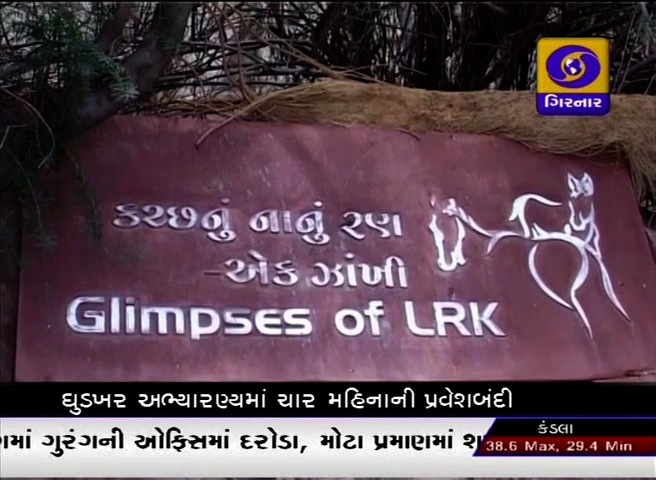 ગિરનાર
કચ્છનું નાનું રણ
-એક ઝાંખી
Glimpses of LRK
ઘુડખર અભ્યારણ્યમાં ચાર મહિનાની પ્રવેશબંદી
ગુરંગની ઓફિસમાં દરોડા, મોટા પ્રમાણમાં
કંડલા
38.6 Max, 29.4 Min